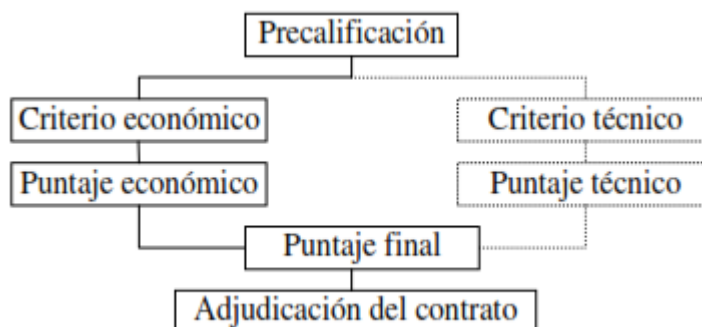 Precalificación
Criterio económico
Criterio técnico
Puntaje económico
Puntaje técnico
Puntaje final
Adjudicación del contrato